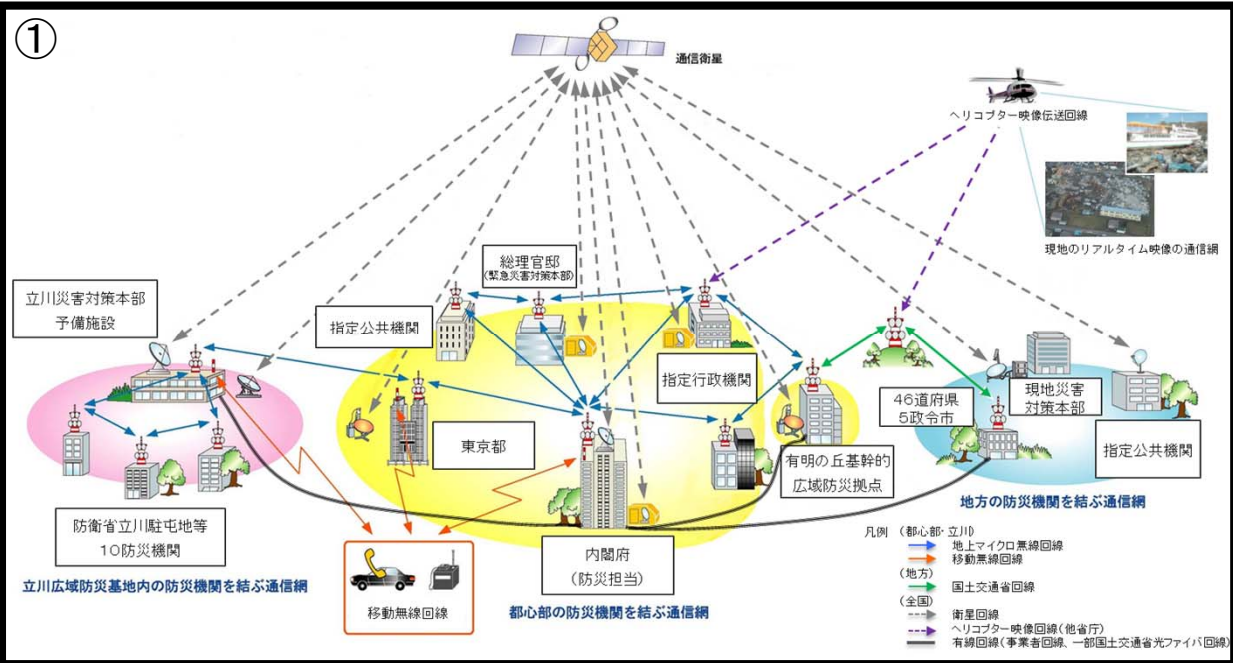 ①
通信衛星
ヘリコプター映像伝送回線
現地のリアルタイム映像の通信網
総理官邸
(緊急災害対策本部)
立川災害対策本部
予備施設
指定公共機関
指定行政機関
46道府県
5政令市
現地災害
対策本部
東京都
有明の丘基幹的
広域防災拠点
指定公共機関
地方の防災機関を結ぶ通信網
防衛省立川駐屯地等
10防災機関
内閣府
(防災担当)
立川広域防災基地内の防災機関を結ぶ通信網
移動無線回線
都心部の防災機関を結ぶ通信網
凡例 (都心部・立川)
地上マイクロ無線回線
移動無線回線
(地方)
国土交通省回線
(全国)
衛星回線
ヘリコプター映像回線(他省庁)
有線回線(事業者回線、一部国土交通省光ファイバ回線)